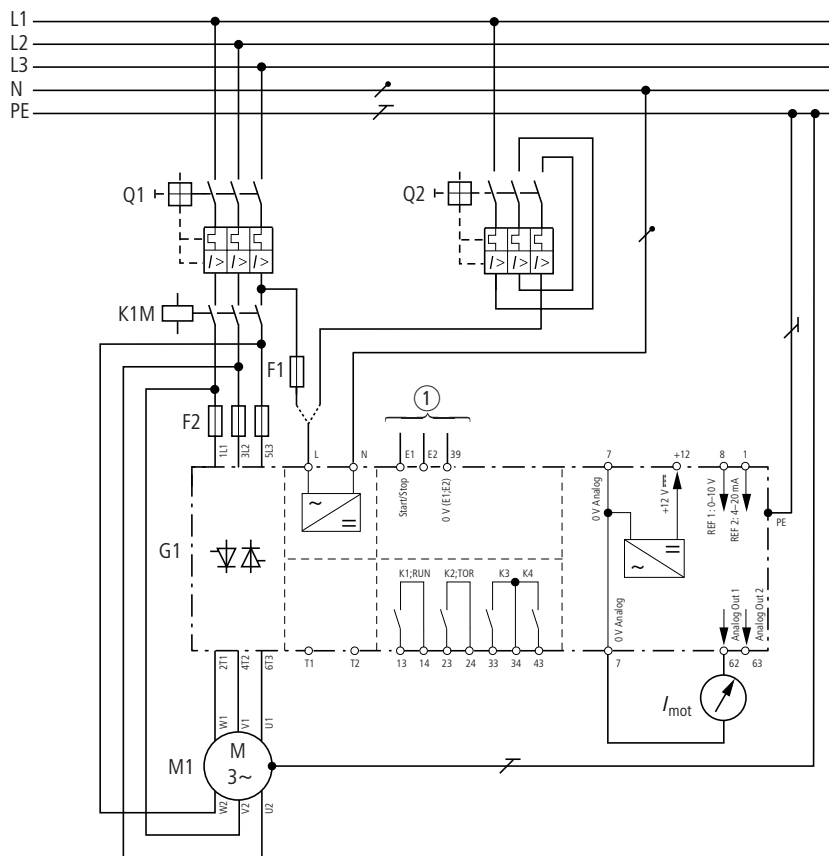 L1
L2
L3
N
PE
Q1
Q2
I> I> I>
I> I> I>
K1M
F1
1
F2
1L1
3L2
5L3
L
N
E1
E2
39
7
+12
8
1
Start/Stop
0 V (E1;E2)
0 V Analog
+12 V
REF 1: 0–10 V
REF 2: 4–20 mA
PE
~
=
~
=
G1
K1;RUN
K2;TOR
K3
K4
0 V Analog
Analog Out 1
Analog Out 2
2T1
4T2
6T3
T1
T2
13
14
23
24
33
34
43
7
62
63
Imot
W1
V1
U1
M1
M
3~
W2
V2
U2